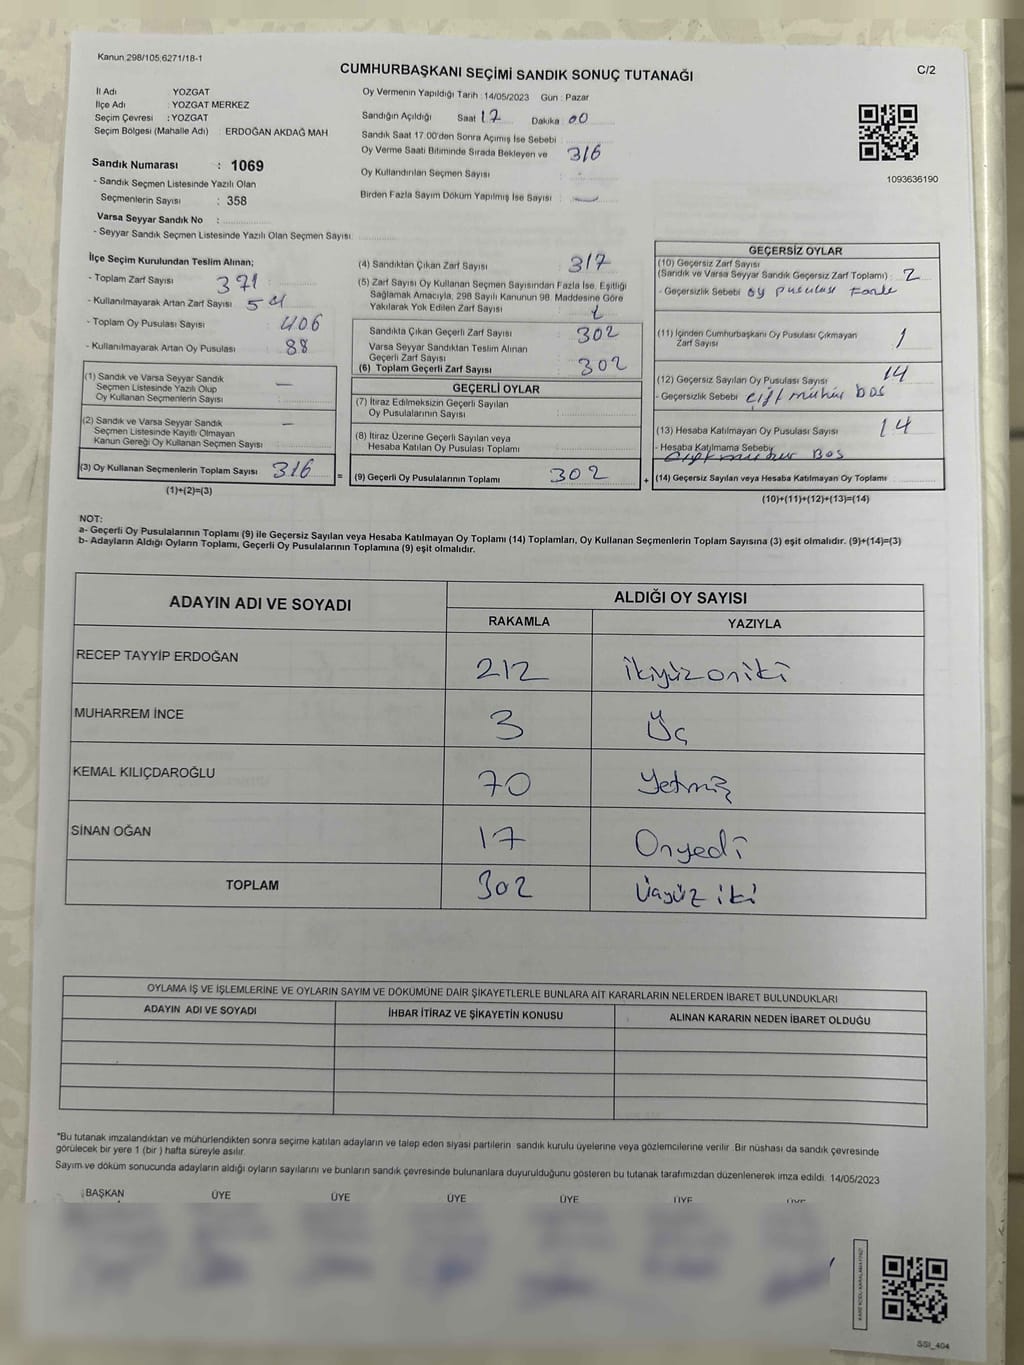 Kanun 298/105,6271/18-1
CUMHURBAŞKANI SEÇİMİ SANDIK SONUÇ TUTANAĞI
C/2
İl Adı YOZGAT
İlçe Adı : YOZGAT MERKEZ
Seçim Çevresi : YOZGAT
Seçim Bölgesi (Mahalle Adı) : ERDOĞAN AKDAĞ MAH
Sandık Numarası : 1069
- Sandık Seçmen Listesinde Yazılı Olan
Seçmenlerin Sayısı : 358
Varsa Seyyar Sandık No :
- Seyyar Sandık Seçmen Listesinde Yazılı Olan Seçmen Sayısı:
Oy Vermenin Yapıldığı Tarih : 14/05/2023 Gün : Pazar
Sandığın Açıldığı Saat 17 Dakika : 00
Sandık Saat 17.00'den Sonra Açımış İse Sebebi :
Oy Verme Saati Bitiminde Sırada Bekleyen ve 316
Oy Kullandırılan Seçmen Sayısı :
Birden Fazla Sayım Döküm Yapılmış İse Sayısı :
1093636190
İlçe Seçim Kurulundan Teslim Alınan;
- Toplam Zarf Sayısı : 371
- Kullanılmayarak Artan Zarf Sayısı : 54
- Toplam Oy Pusulası Sayısı : 406
- Kullanılmayarak Artan Oy Pusulası : 88
(1) Sandık ve Varsa Seyyar Sandık
Seçmen Listesinde Yazılı Olup
Oy Kullanan Seçmenlerin Sayısı : —
(2) Sandık ve Varsa Seyyar Sandık
Seçmen Listesinde Kayıtlı Olmayan
Kanun Gereği Oy Kullanan Seçmen Sayısı : —
(3) Oy Kullanan Seçmenlerin Toplam Sayısı : 316
(1)+(2)=(3)
(4) Sandıktan Çıkan Zarf Sayısı : 317
(5) Zarf Sayısı Oy Kullanan Seçmen Sayısından Fazla İse, Eşitliği
Sağlamak Amacıyla, 298 Sayılı Kanunun 98. Maddesine Göre
Yakılarak Yok Edilen Zarf Sayısı :
Sandıkta Çıkan Geçerli Zarf Sayısı : 302
Varsa Seyyar Sandıktan Teslim Alınan
Geçerli Zarf Sayısı :
(6) Toplam Geçerli Zarf Sayısı : 302
GEÇERLİ OYLAR
(7) İtiraz Edilmeksizin Geçerli Sayılan
Oy Pusulalarının Sayısı :
(8) İtiraz Üzerine Geçerli Sayılan veya
Hesaba Katılan Oy Pusulası Toplamı :
=
(9) Geçerli Oy Pusulalarının Toplamı : 302
+
GEÇERSİZ OYLAR
(10) Geçersiz Zarf Sayısı
(Sandık ve Varsa Seyyar Sandık Geçersiz Zarf Toplamı) : 2
- Geçersizlik Sebebi : oy pusulası
(11) İçinden Cumhurbaşkanı Oy Pusulası Çıkmayan
Zarf Sayısı : 1
(12) Geçersiz Sayılan Oy Pusulası Sayısı : 14
- Geçersizlik Sebebi : çift mühür boş
(13) Hesaba Katılmayan Oy Pusulası Sayısı : 14
- Hesaba Katılmama Sebebi :
çift mühür Boş
(14) Geçersiz Sayılan veya Hesaba Katılmayan Oy Toplamı :
(10)+(11)+(12)+(13)=(14)
NOT:
a- Geçerli Oy Pusulalarının Toplamı (9) ile Geçersiz Sayılan veya Hesaba Katılmayan Oy Toplamı (14) Toplamları, Oy Kullanan Seçmenlerin Toplam Sayısına (3) eşit olmalıdır. (9)+(14)=(3)
b- Adayların Aldığı Oyların Toplamı, Geçerli Oy Pusulalarının Toplamına (9) eşit olmalıdır.
ADAYIN ADI VE SOYADI ALDIĞI OY SAYISI
RAKAMLA YAZIYLA
RECEP TAYYİP ERDOĞAN 212 İkiyüzoniki
MUHARREM İNCE 3 Üç
KEMAL KILIÇDAROĞLU 70 Yetmiş
SİNAN OĞAN 17 Onyedi
TOPLAM 302 Üçyüz iki
OYLAMA İŞ VE İŞLEMLERİNE VE OYLARIN SAYIM VE DÖKÜMÜNE DAİR ŞİKAYETLERLE BUNLARA AİT KARARLARIN NELERDEN İBARET BULUNDUKLARI
ADAYIN ADI VE SOYADI İHBAR İTİRAZ VE ŞİKAYETİN KONUSU ALINAN KARARIN NEDEN İBARET OLDUĞU
*Bu tutanak imzalandıktan ve mühürlendikten sonra seçime katılan adayların ve talep eden siyasi partilerin sandık kurulu üyelerine veya gözlemcilerine verilir. Bir nüshası da sandık çevresinde
görülecek bir yere 1 (bir) hafta süreyle asılır.
Sayım ve döküm sonucunda adayların aldığı oyların sayılarını ve bunların sandık çevresinde bulunanlara duyurulduğunu gösteren bu tutanak tarafımızdan düzenlenerek imza edildi. 14/05/2023
BAŞKAN ÜYE ÜYE ÜYE ÜYE ÜYE ÜYE
KARE KODU KARALAMAYINIZ!
SSİ_404